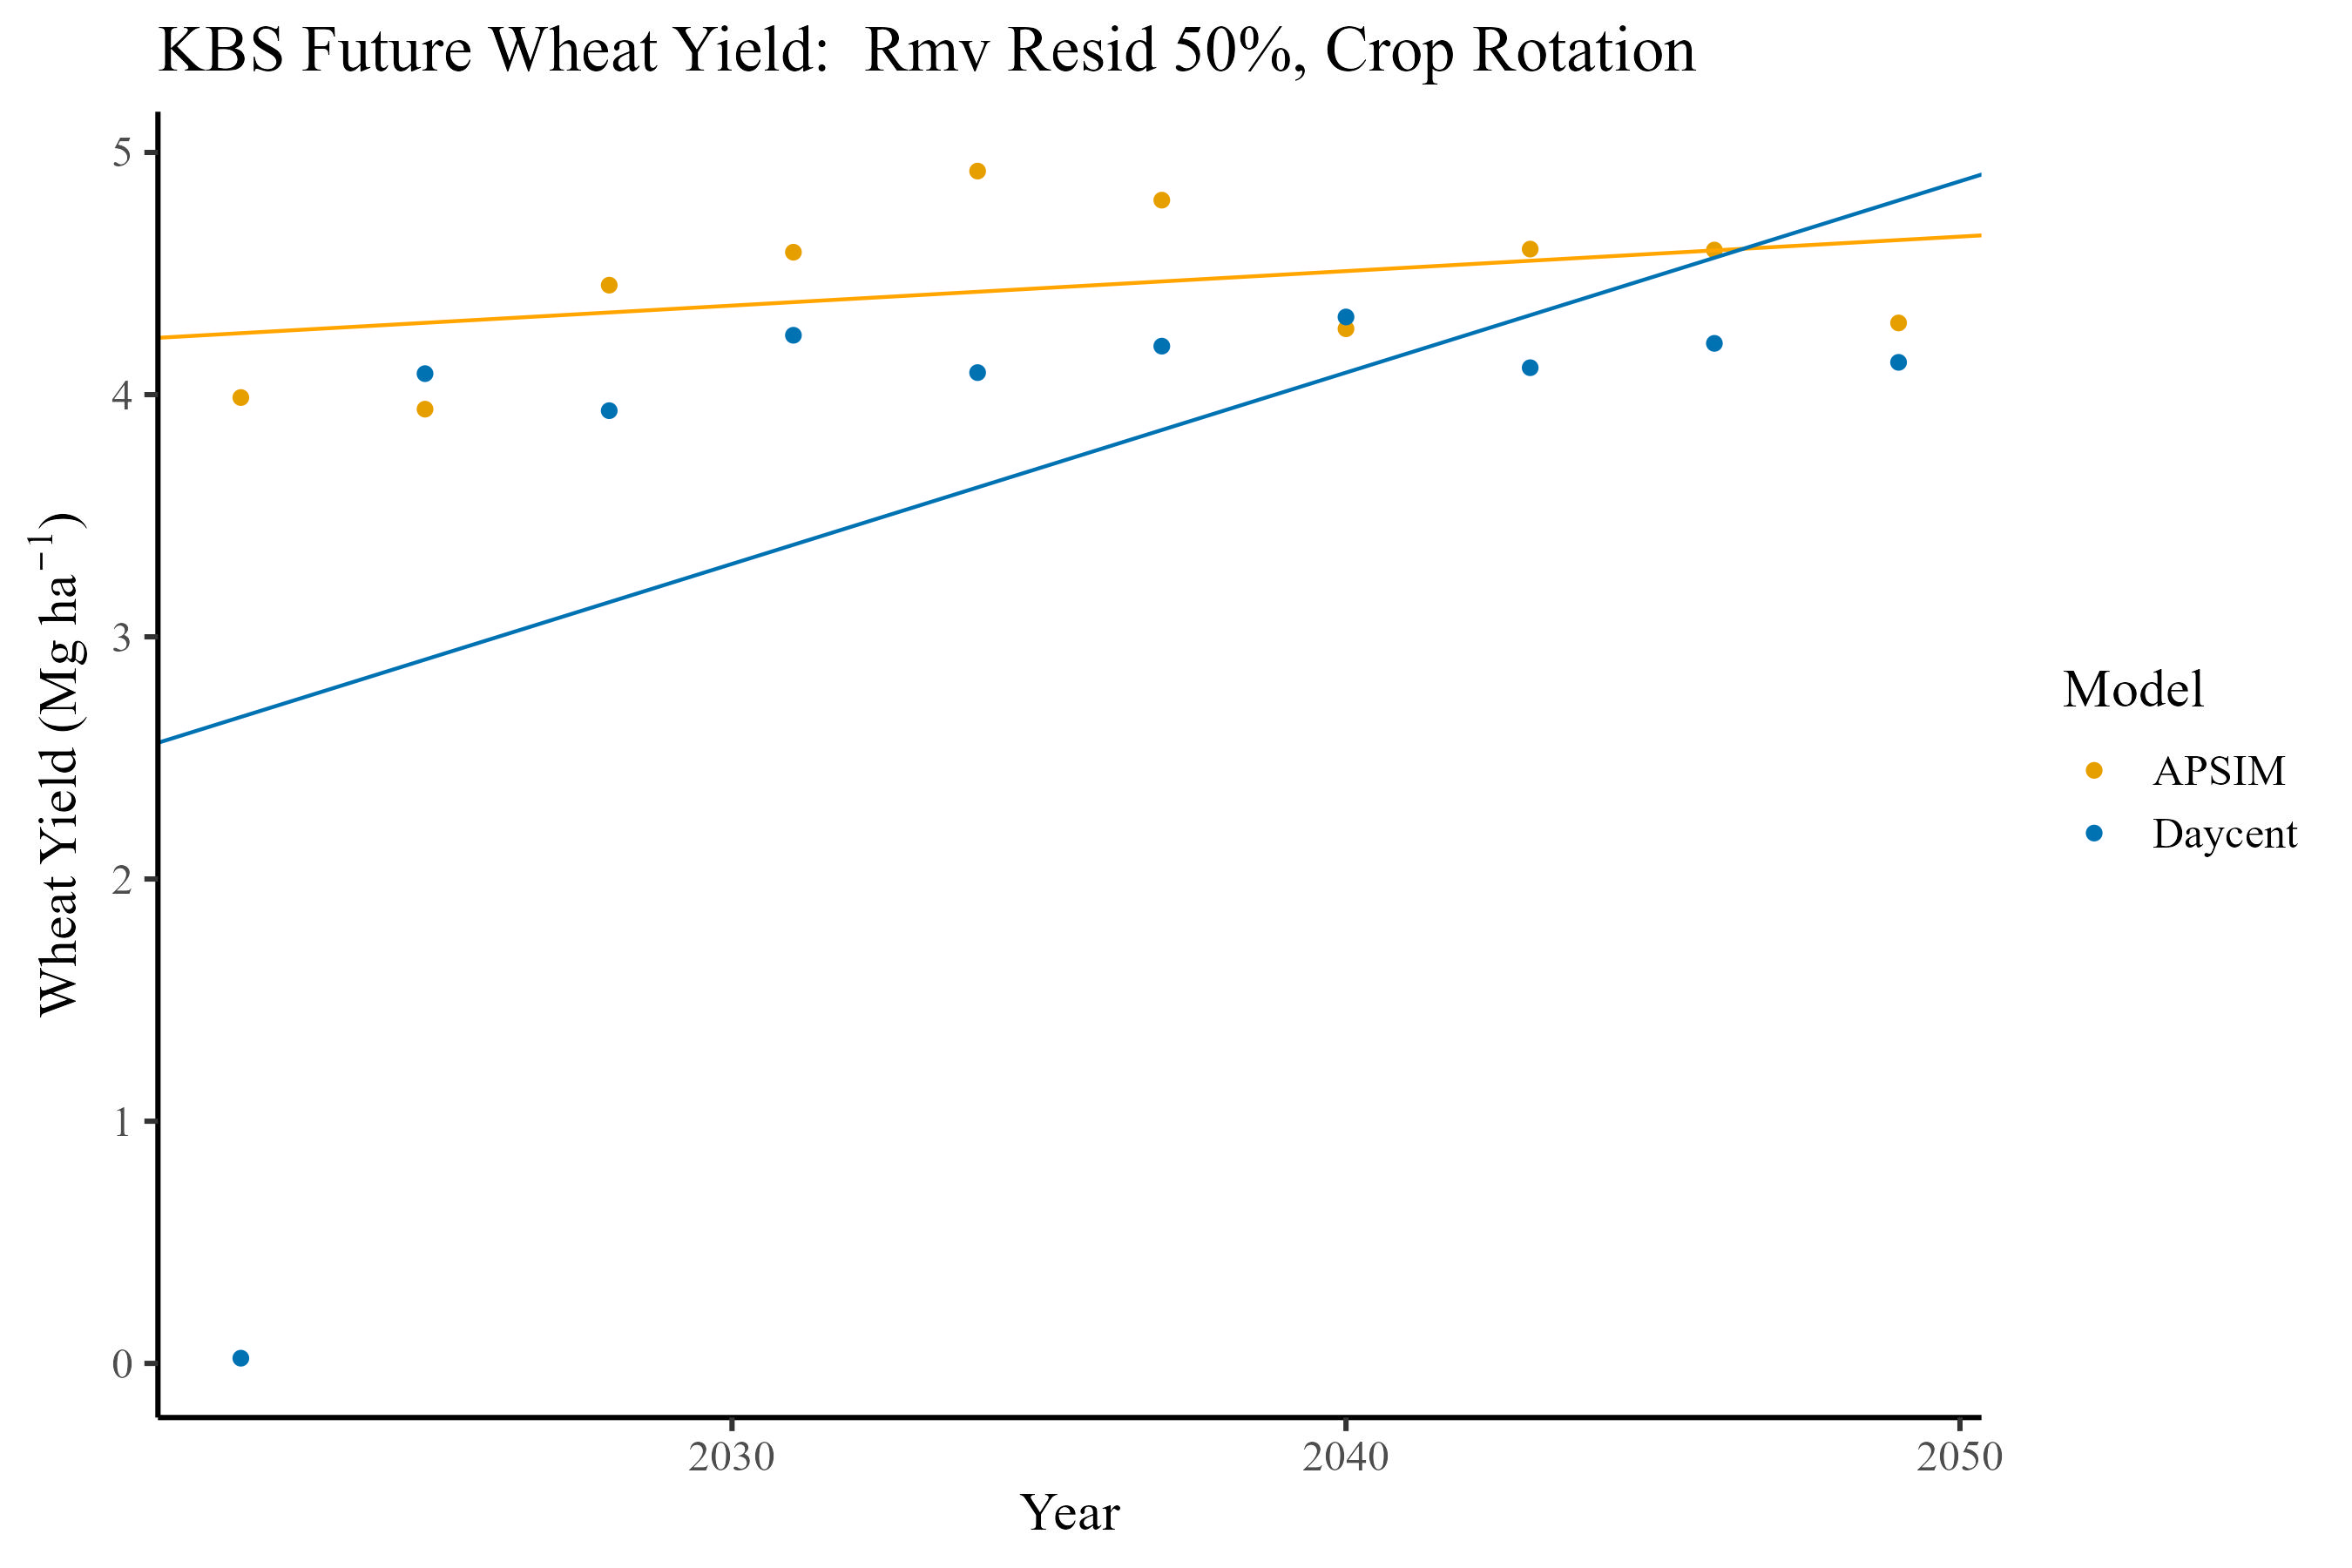 KBS Future Wheat Yield:  Rmv Resid 50%, Crop Rotation
Wheat Yield (Mg ha⁻¹)
5
4
3
2
1
0
2030 2040 2050
Year
Model
APSIM
Daycent